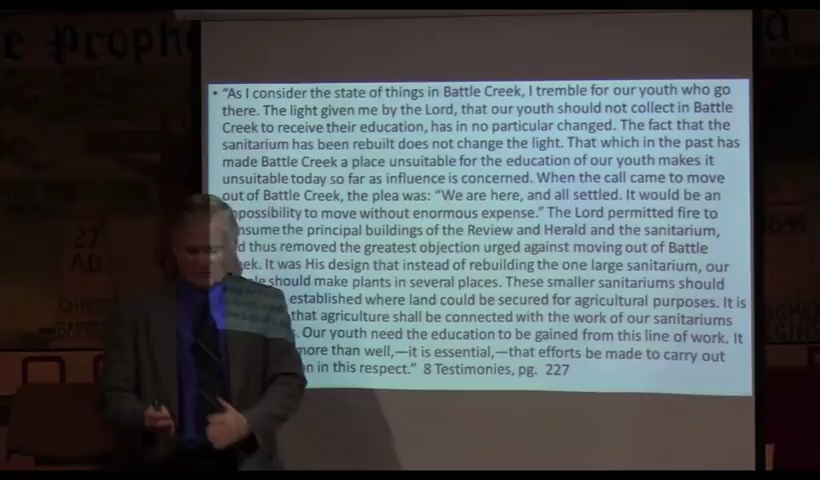 e Proph
• "As I consider the state of things in Battle Creek, I tremble for our youth who go
there. The light given me by the Lord, that our youth should not collect in Battle
Creek to receive their education, has in no particular changed. The fact that the
sanitarium has been rebuilt does not change the light. That which in the past has
made Battle Creek a place unsuitable for the education of our youth makes it
unsuitable today so far as influence is concerned. When the call came to move
out of Battle Creek, the plea was: "We are here, and all settled. It would be an
possibility to move without enormous expense." The Lord permitted fire to
nsume the principal buildings of the Review and Herald and the sanitarium,
d thus removed the greatest objection urged against moving out of Battle
eek. It was His design that instead of rebuilding the one large sanitarium, our
le should make plants in several places. These smaller sanitariums should
established where land could be secured for agricultural purposes. It is
that agriculture shall be connected with the work of our sanitariums
s. Our youth need the education to be gained from this line of work. It
more than well,—it is essential,—that efforts be made to carry out
n in this respect." 8 Testimonies, pg. 227
27
A.D.